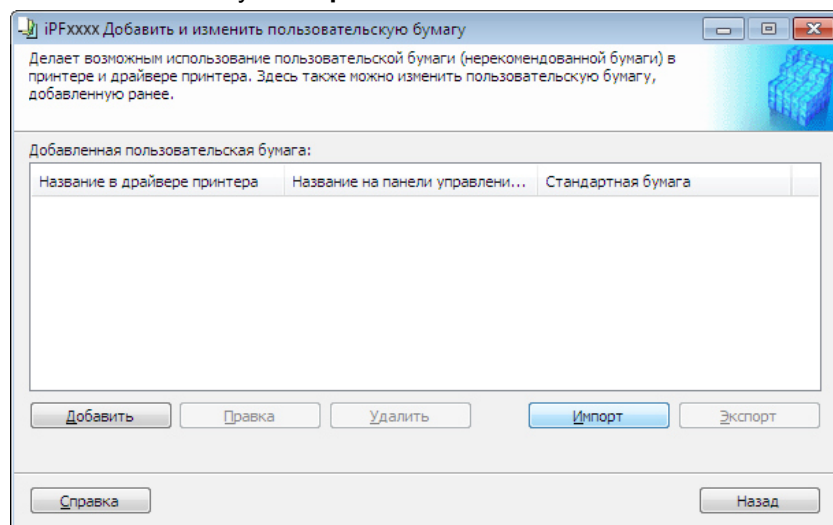 iPFxxxx Добавить и изменить пользовательскую бумагу
Делает возможным использование пользовательской бумаги (нерекомендованной бумаги) в
принтере и драйвере принтера. Здесь также можно изменить пользовательскую бумагу,
добавленную ранее.
Добавленная пользовательская бумага:
Название в драйвере принтера Название на панели управлени... Стандартная бумага
Добавить Правка Удалить Импорт Экспорт
Справка Назад